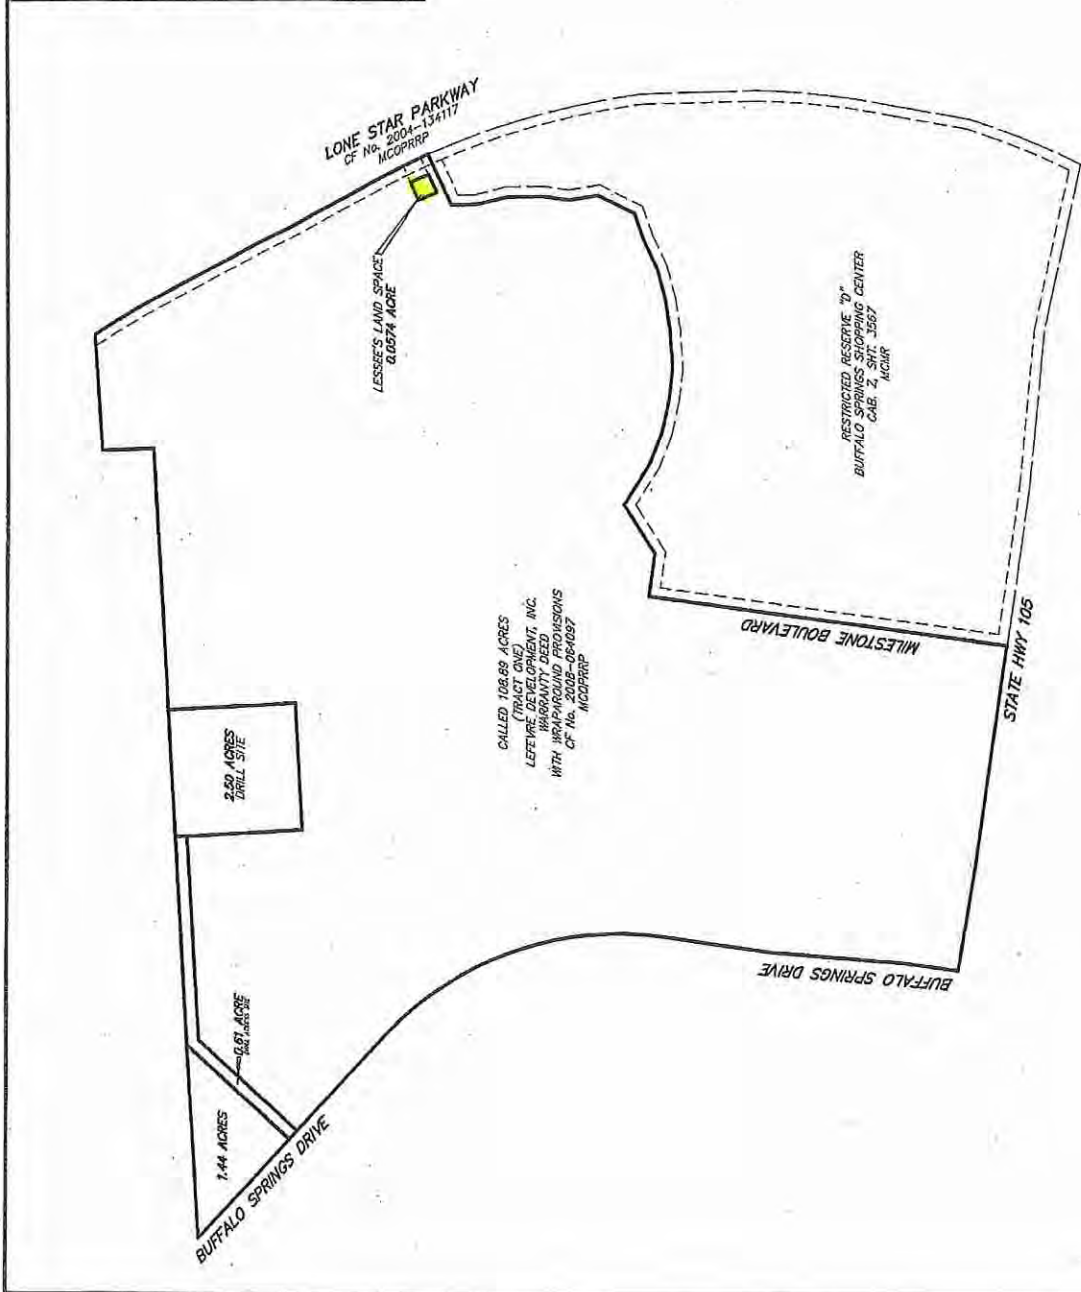 LONE STAR PARKWAY
CF No. 2004-134117
MCOPRRP
LESSEE'S LAND SPACE
0.0574 ACRE
RESTRICTED RESERVE "D"
BUFFALO SPRINGS SHOPPING CENTER
CAB. Z, SHT. 3567
MCMR
CALLED 108.89 ACRES
(TRACT ONE)
LEFEVRE DEVELOPMENT, INC.
WARRANTY DEED
WITH WRAPAROUND PROVISIONS
CF No. 2008-064097
MCOPRRP
MILESTONE BOULEVARD
STATE HWY 105
2.50 ACRES
DRILL SITE
BUFFALO SPRINGS DRIVE
0.61 ACRE
1.44 ACRES
BUFFALO SPRINGS DRIVE